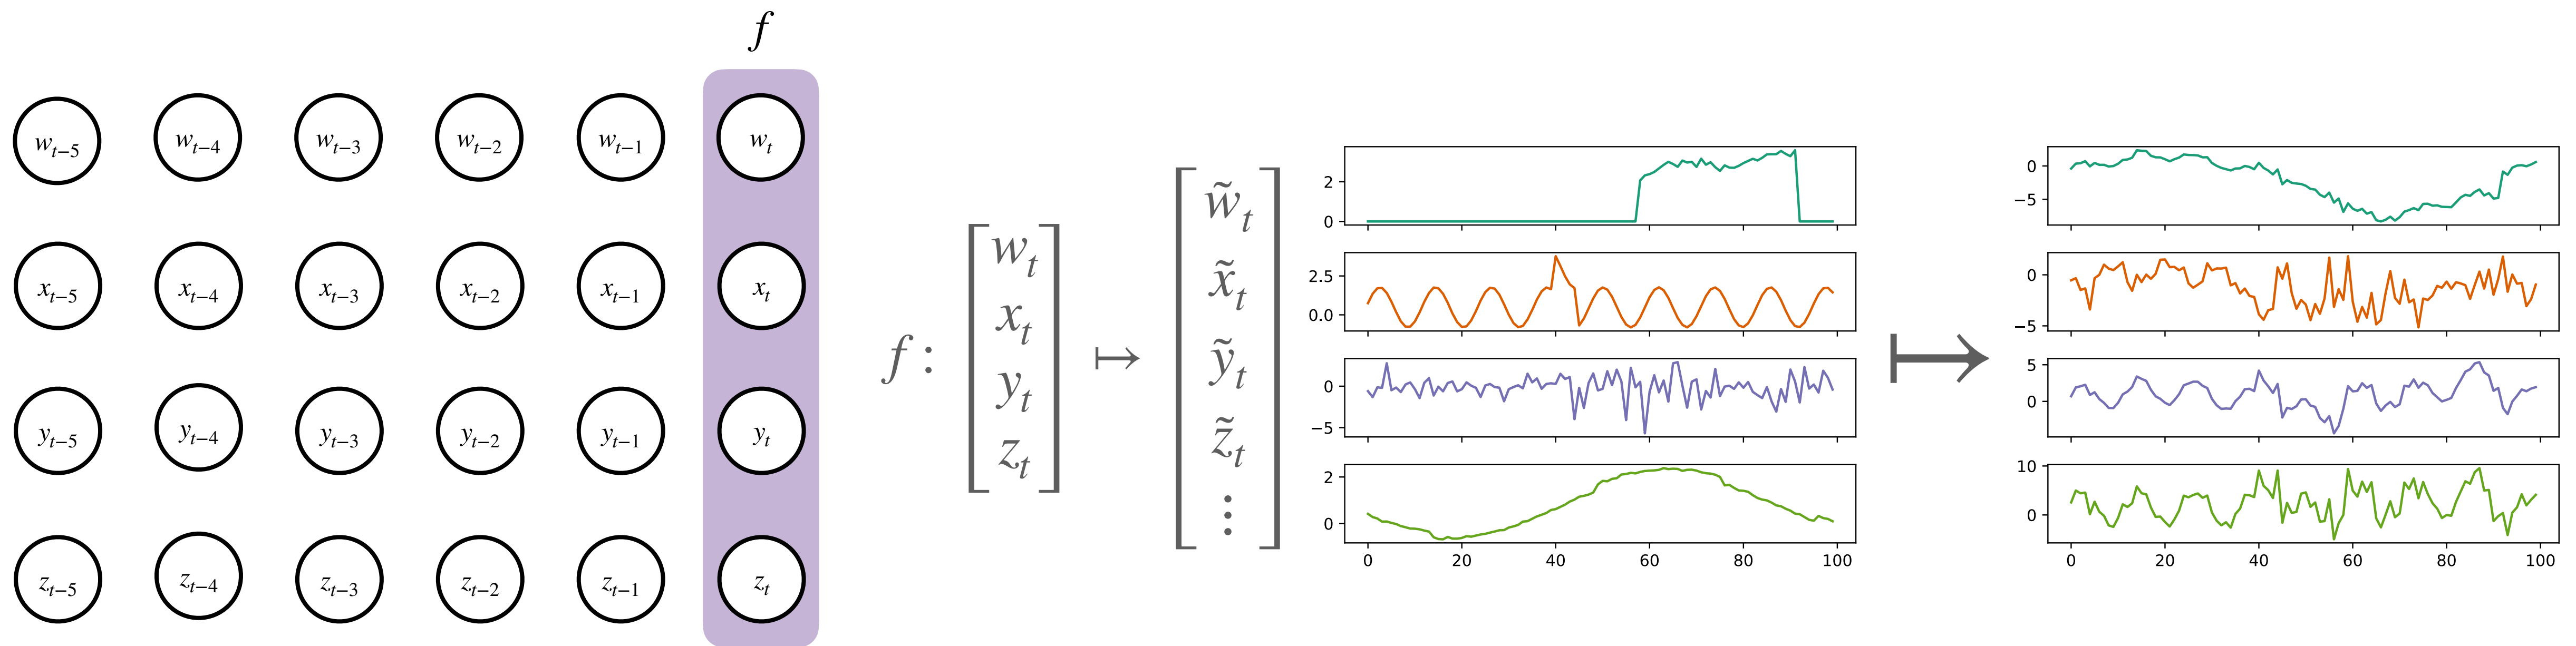 f
w_{t−5} w_{t−4} w_{t−3} w_{t−2} w_{t−1} w_t
x_{t−5} x_{t−4} x_{t−3} x_{t−2} x_{t−1} x_t
y_{t−5} y_{t−4} y_{t−3} y_{t−2} y_{t−1} y_t
z_{t−5} z_{t−4} z_{t−3} z_{t−2} z_{t−1} z_t
f :
w_t
x_t
y_t
z_t
↦
w̃_t
x̃_t
ỹ_t
z̃_t
⋮
2
0
2.5
0.0
0
−5
2
0
0 20 40 60 80 100
↦
0
−5
0
−5
5
0
10
0
0 20 40 60 80 100